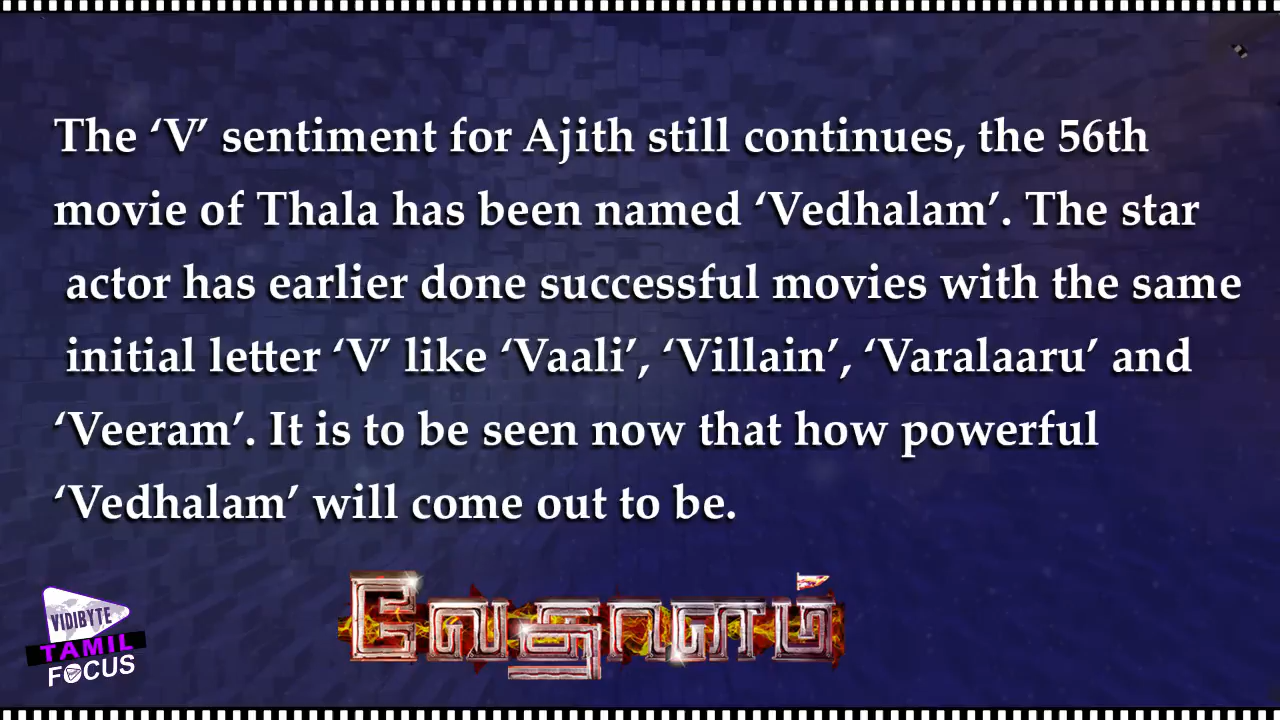 The ‘V’ sentiment for Ajith still continues, the 56th
movie of Thala has been named ‘Vedhalam’. The star
actor has earlier done successful movies with the same
initial letter ‘V’ like ‘Vaali’, ‘Villain’, ‘Varalaaru’ and
‘Veeram’. It is to be seen now that how powerful
‘Vedhalam’ will come out to be.
வேதாளம்
VIDIBYTE
TAMIL
FOCUS